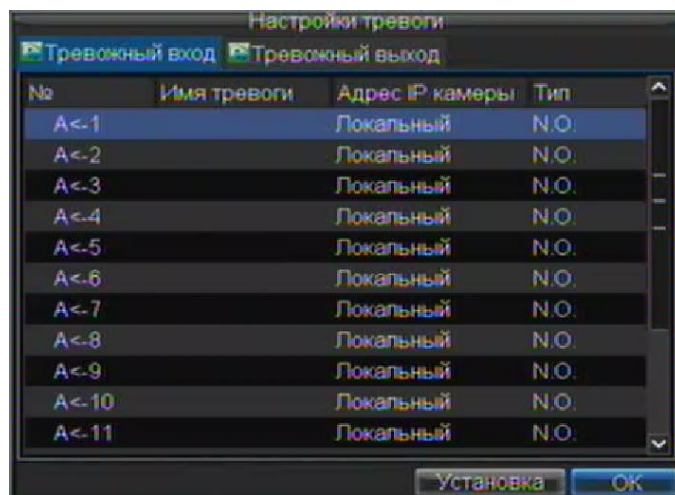 Настройки тревоги
Тревожный вход Тревожный выход
№ Имя тревоги Адрес IP камеры Тип
A<-1 Локальный N.O.
A<-2 Локальный N.O.
A<-3 Локальный N.O.
A<-4 Локальный N.O.
A<-5 Локальный N.O.
A<-6 Локальный N.O.
A<-7 Локальный N.O.
A<-8 Локальный N.O.
A<-9 Локальный N.O.
A<-10 Локальный N.O.
A<-11 Локальный N.O.
Установка OK